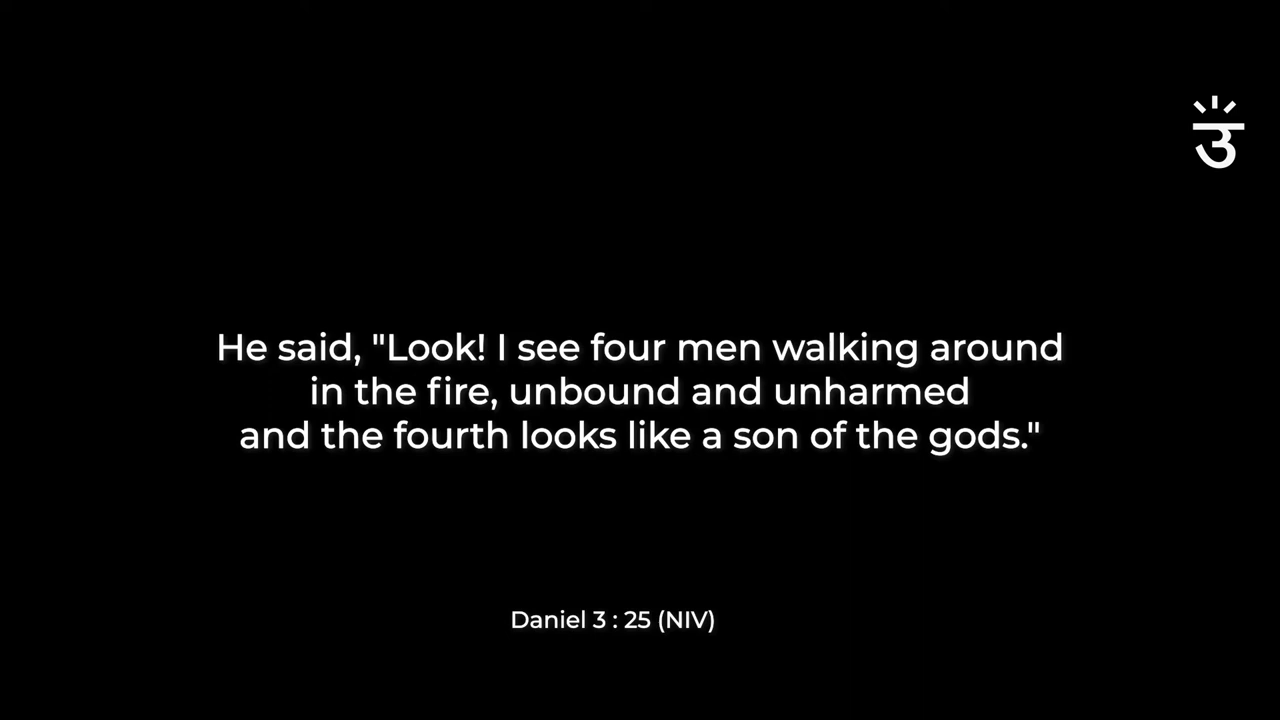 उ
He said, "Look! I see four men walking around
in the fire, unbound and unharmed
and the fourth looks like a son of the gods."
Daniel 3 : 25 (NIV)